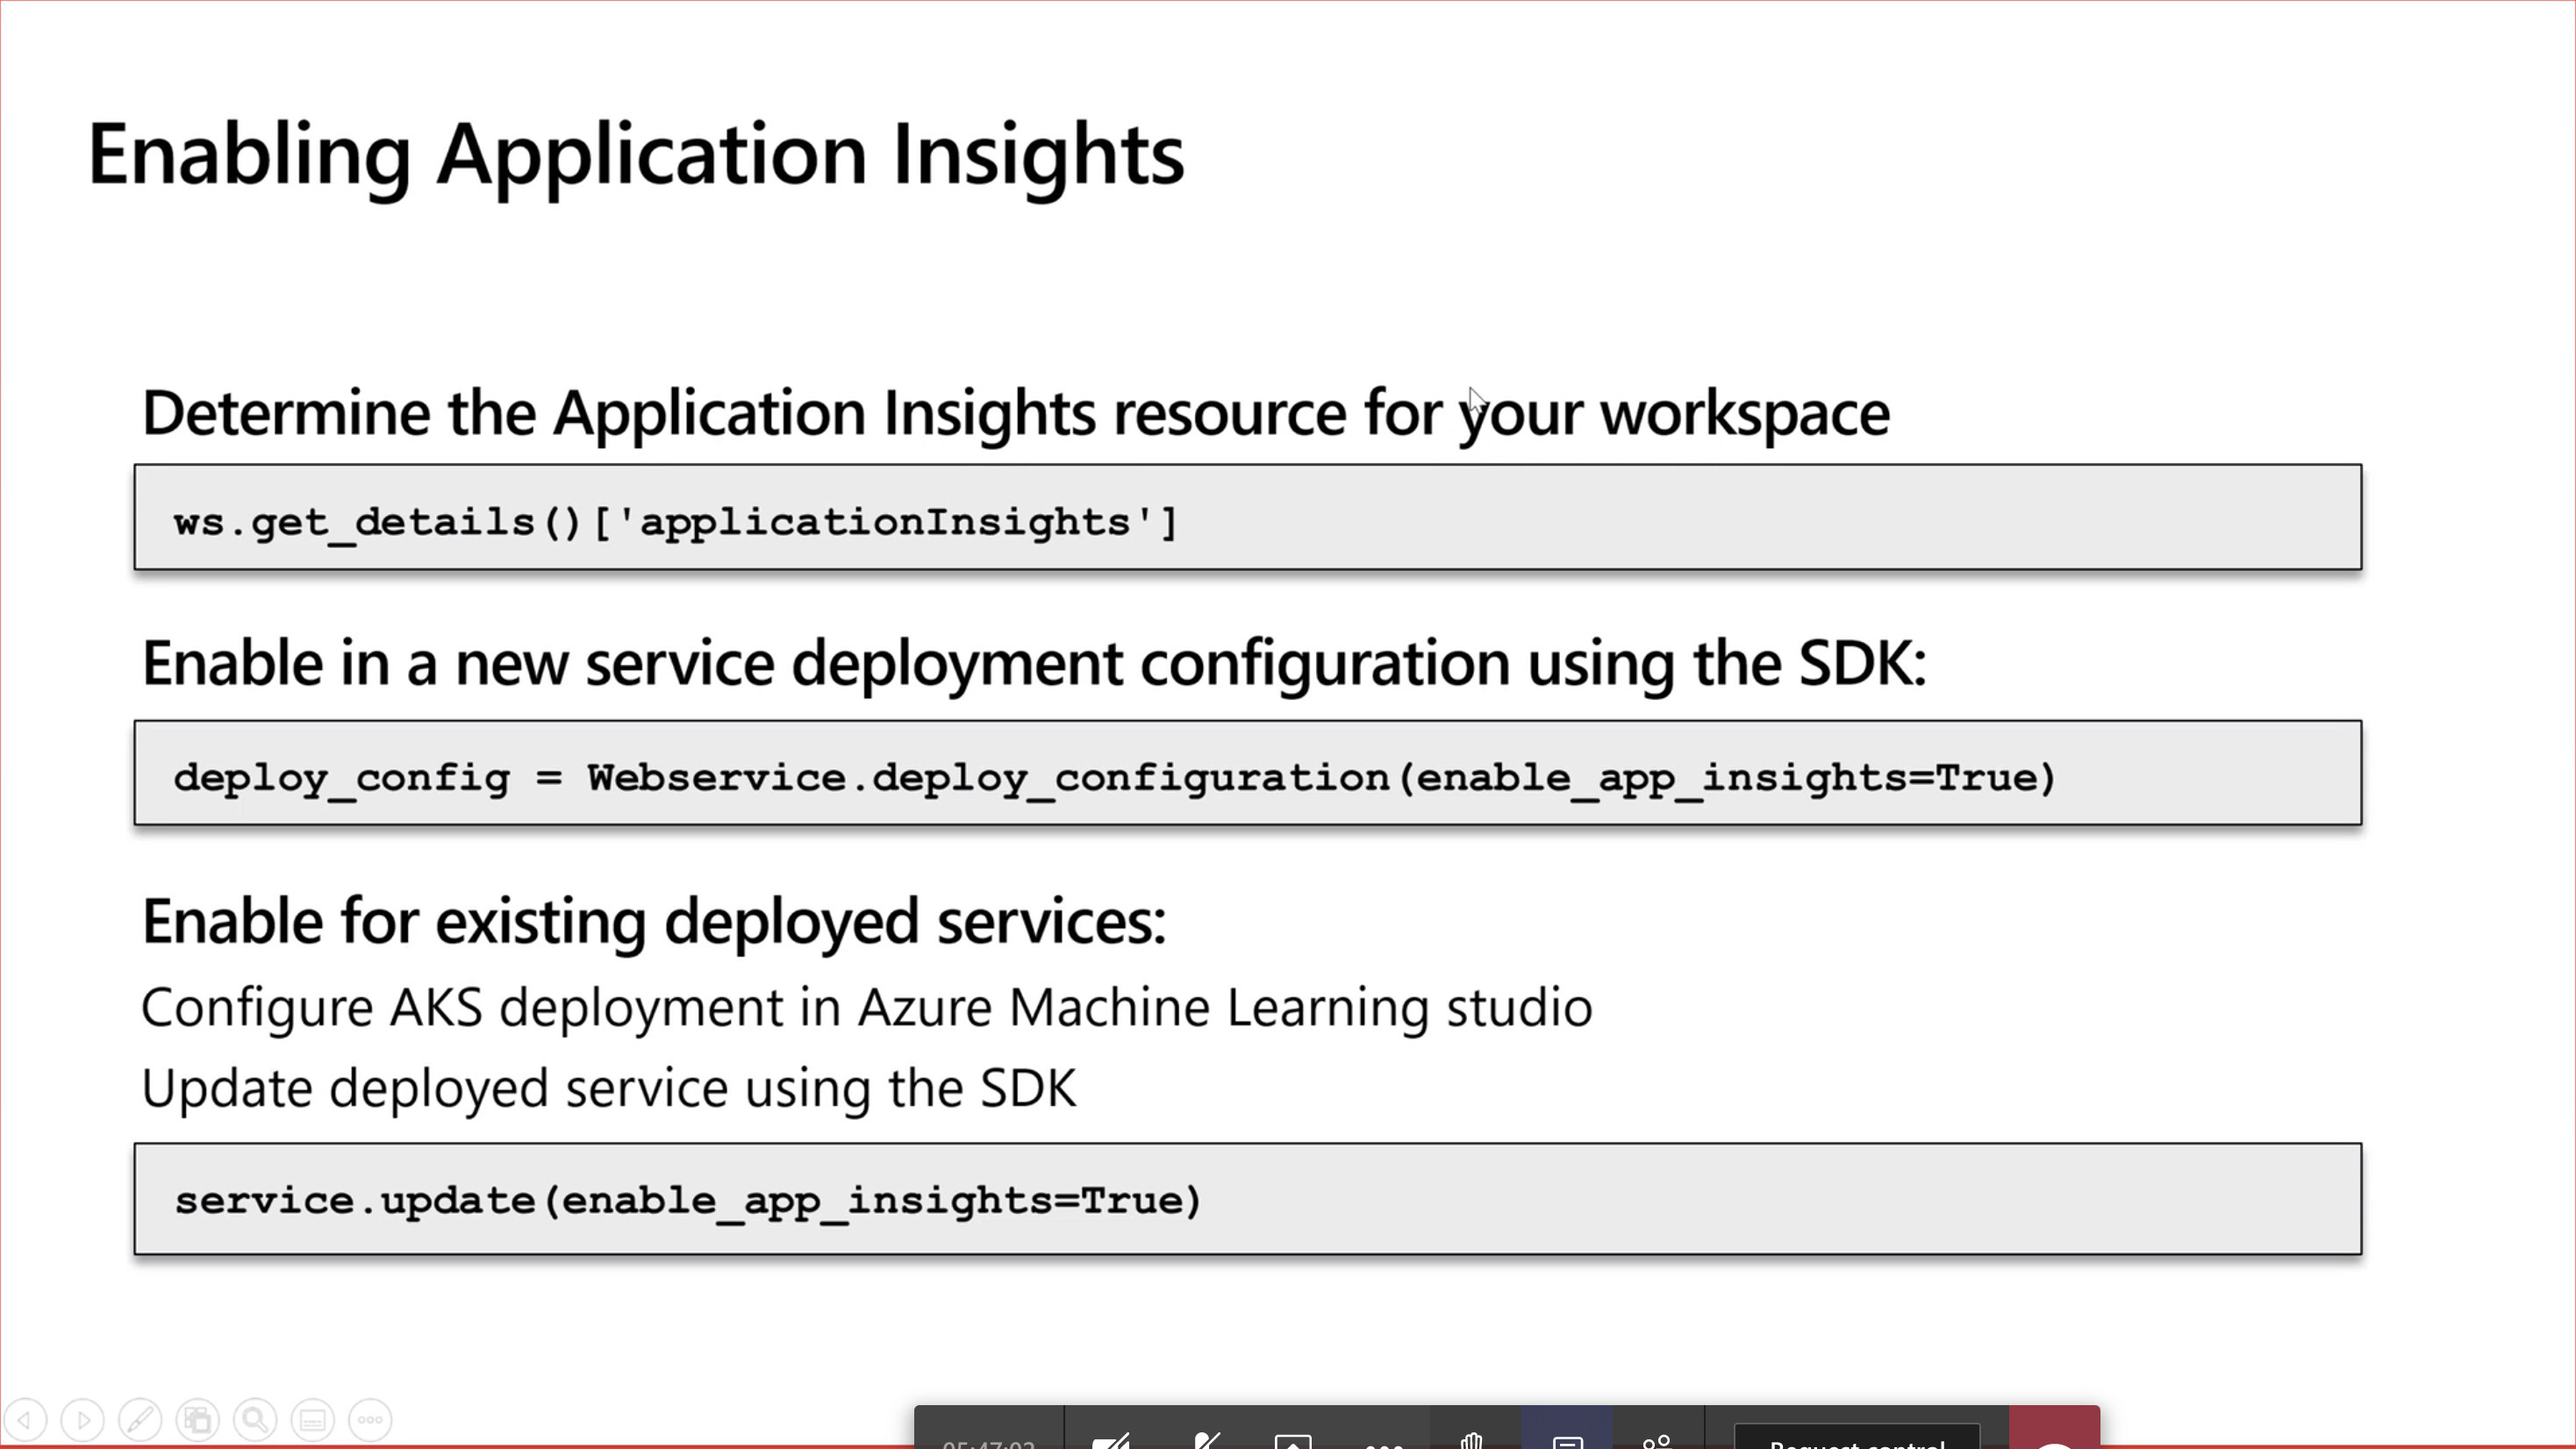 Enabling Application Insights
Determine the Application Insights resource for your workspace
ws.get_details()['applicationInsights']
Enable in a new service deployment configuration using the SDK:
deploy_config = Webservice.deploy_configuration(enable_app_insights=True)
Enable for existing deployed services:
Configure AKS deployment in Azure Machine Learning studio
Update deployed service using the SDK
service.update(enable_app_insights=True)
05:47:02
Request control